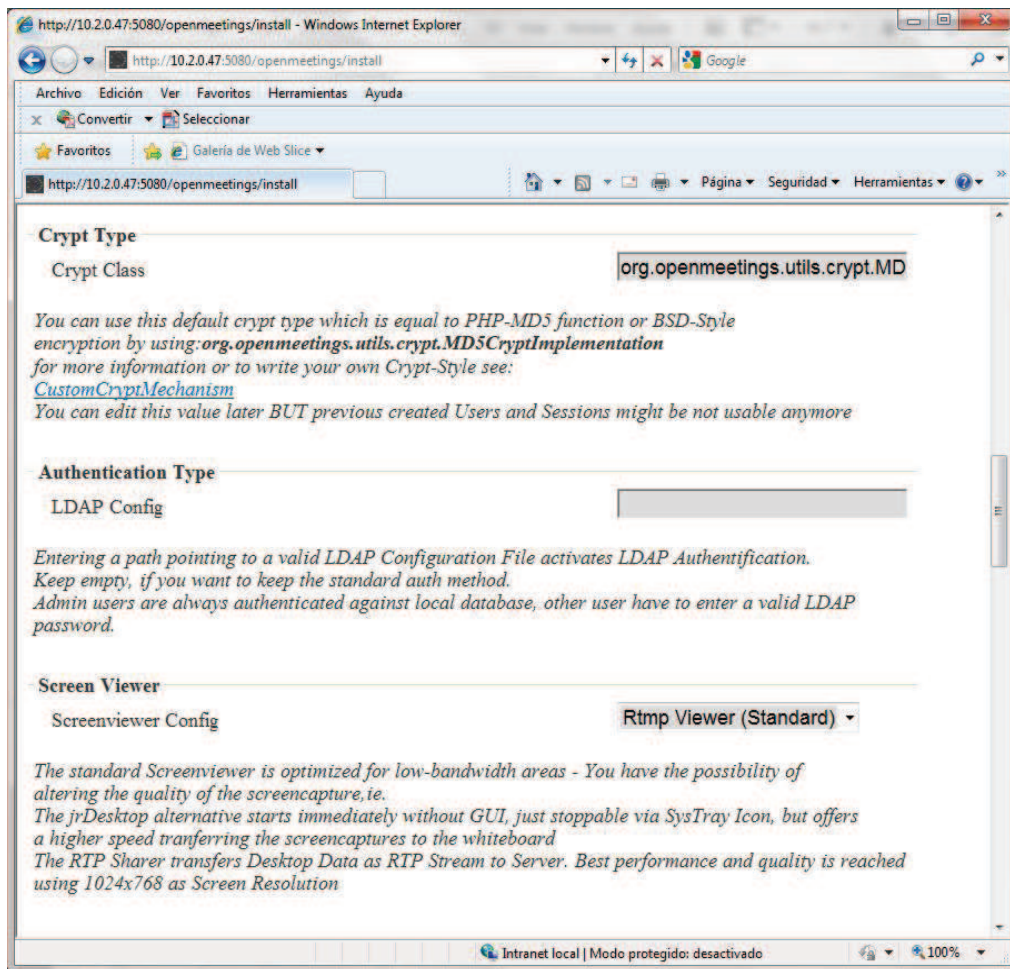 http://10.2.0.47:5080/openmeetings/install - Windows Internet Explorer
http://10.2.0.47:5080/openmeetings/install
Google
Archivo Edición Ver Favoritos Herramientas Ayuda
x Convertir Seleccionar
Favoritos Galería de Web Slice
http://10.2.0.47:5080/openmeetings/install
Página Seguridad Herramientas
Crypt Type
Crypt Class
org.openmeetings.utils.crypt.MD
You can use this default crypt type which is equal to PHP-MD5 function or BSD-Style
encryption by using:org.openmeetings.utils.crypt.MD5CryptImplementation
for more information or to write your own Crypt-Style see:
CustomCryptMechanism
You can edit this value later BUT previous created Users and Sessions might be not usable anymore
Authentication Type
LDAP Config
Entering a path pointing to a valid LDAP Configuration File activates LDAP Authentification.
Keep empty, if you want to keep the standard auth method.
Admin users are always authenticated against local database, other user have to enter a valid LDAP
password.
Screen Viewer
Screenviewer Config
Rtmp Viewer (Standard)
The standard Screenviewer is optimized for low-bandwidth areas - You have the possibility of
altering the quality of the screencapture,ie.
The jrDesktop alternative starts immediately without GUI, just stoppable via SysTray Icon, but offers
a higher speed tranferring the screencaptures to the whiteboard
The RTP Sharer transfers Desktop Data as RTP Stream to Server. Best performance and quality is reached
using 1024x768 as Screen Resolution
Intranet local | Modo protegido: desactivado
100%